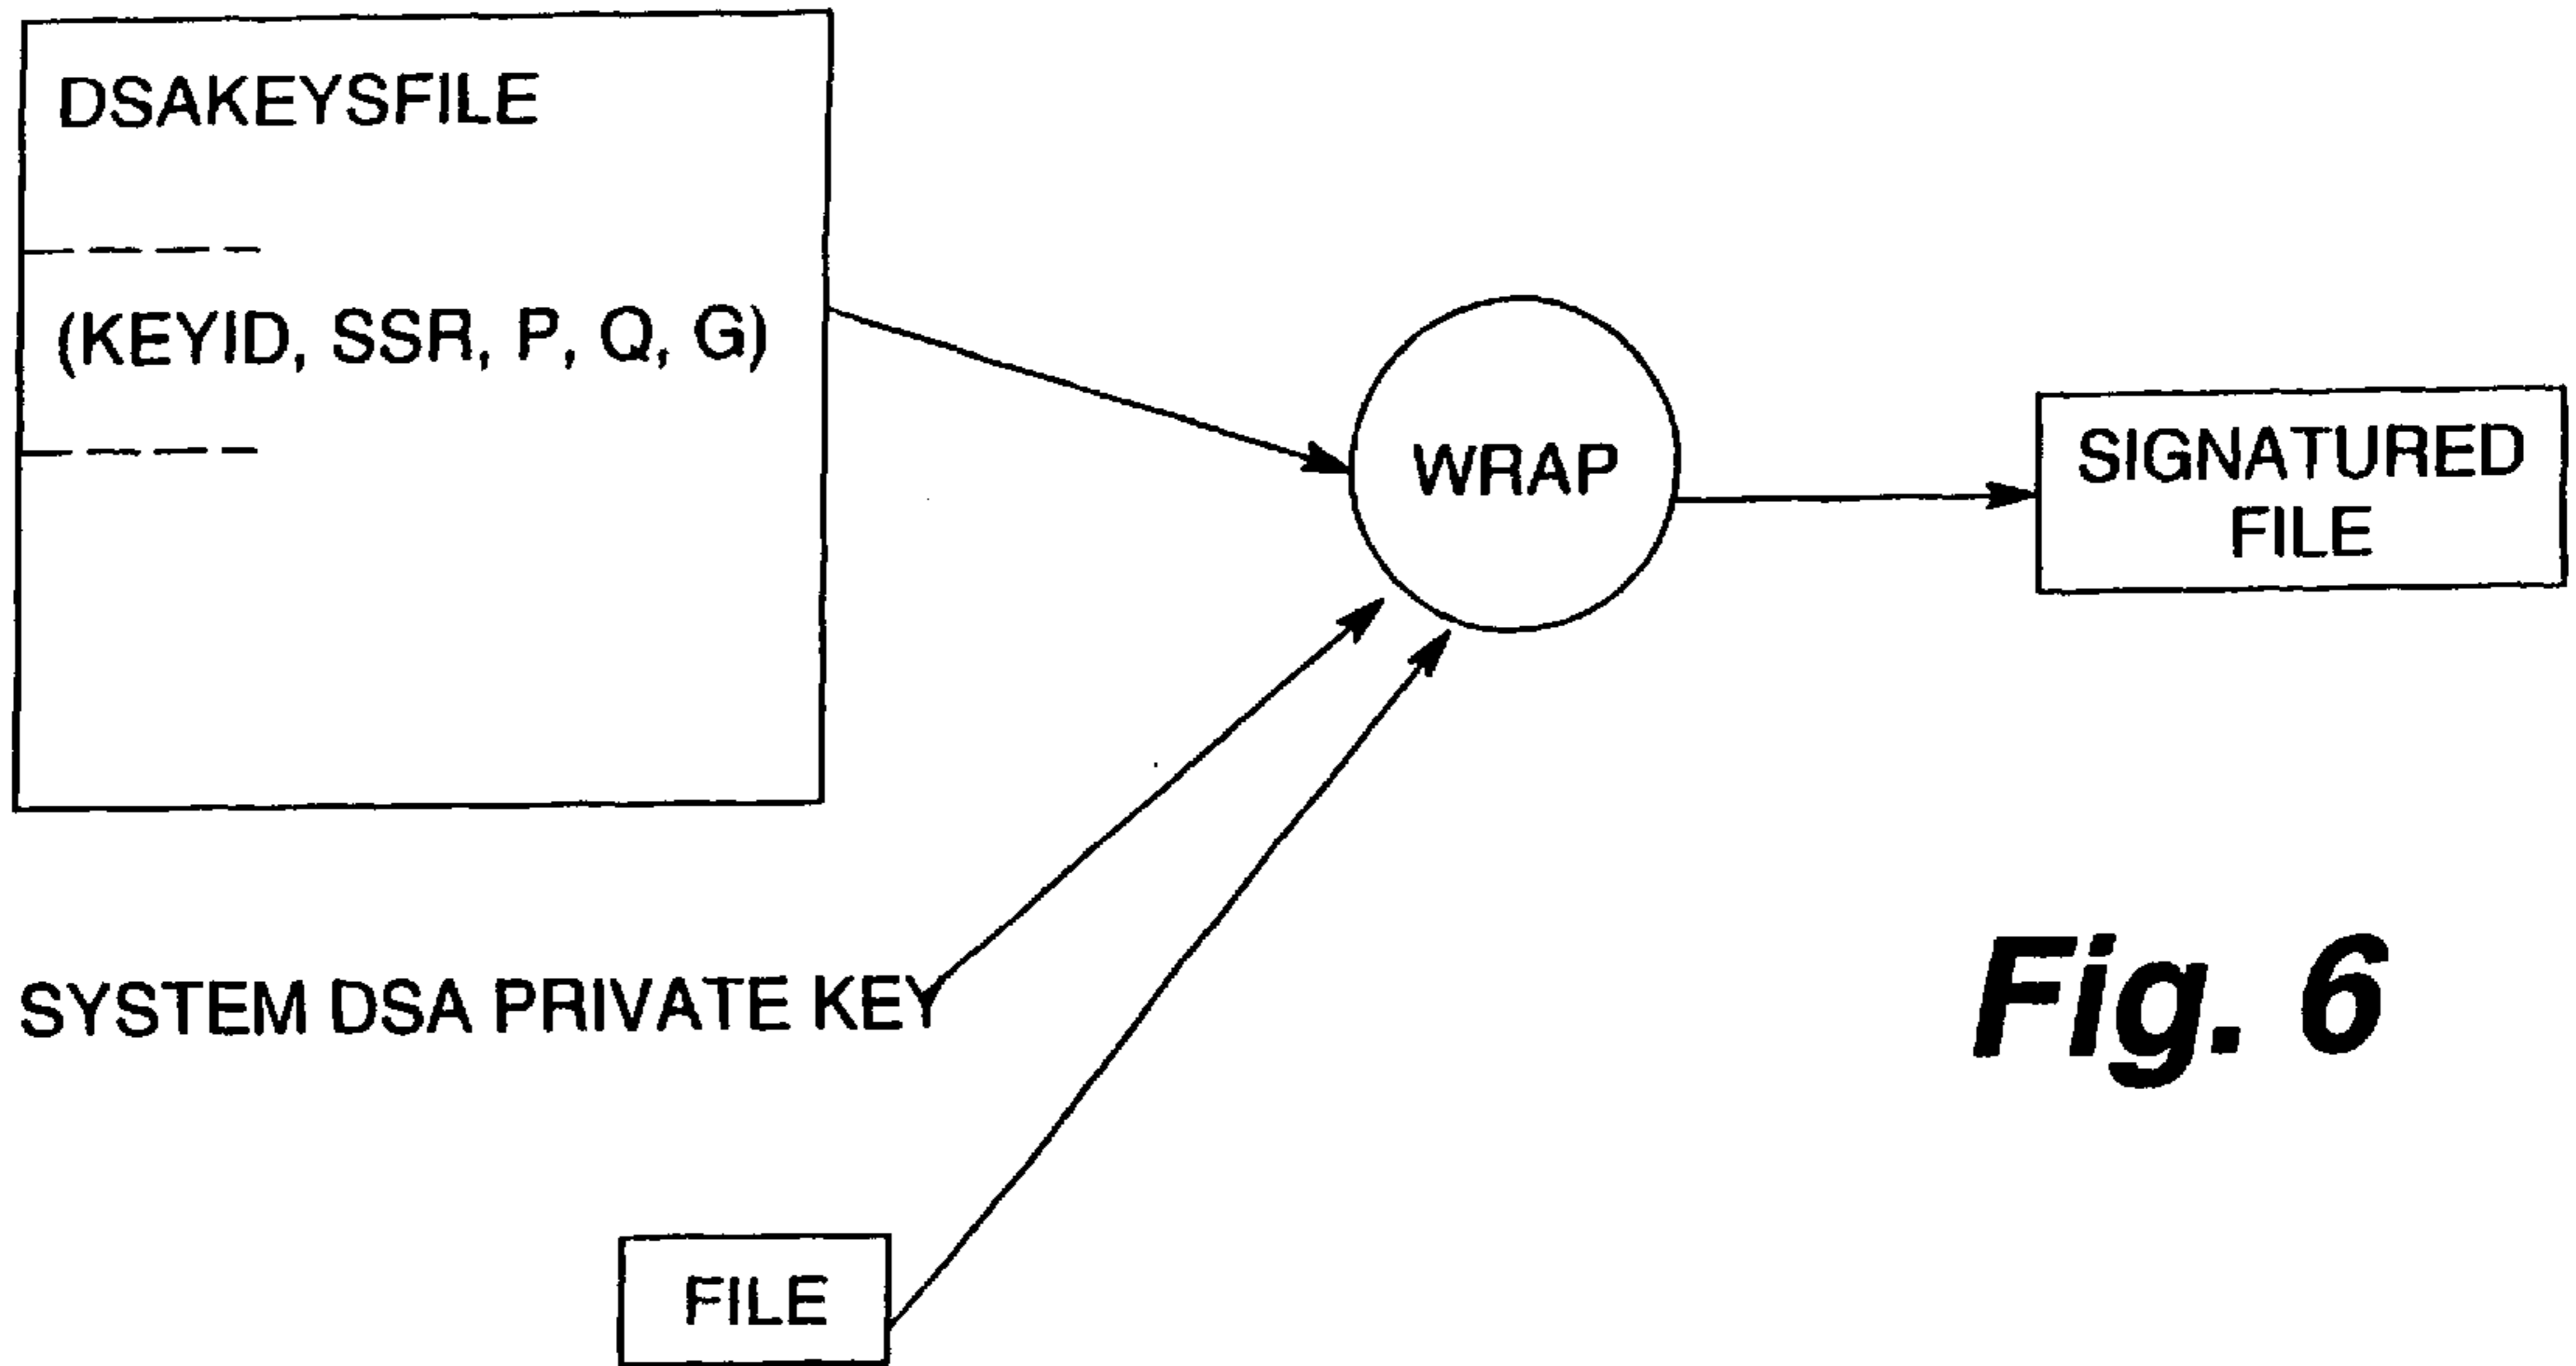 DSAKEYSFILE
(KEYID, SSR, P, Q, G)
WRAP
SIGNATURED
FILE
SYSTEM DSA PRIVATE KEY
FILE
Fig. 6